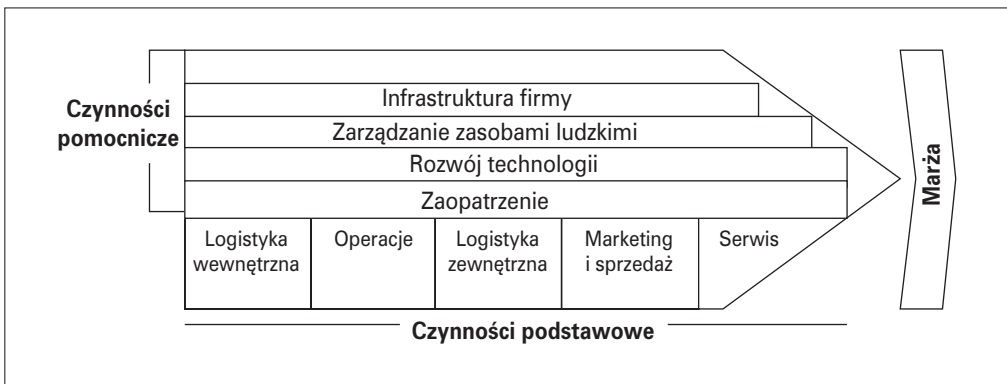 Czynności
pomocnicze
Infrastruktura firmy
Zarządzanie zasobami ludzkimi
Rozwój technologii
Zaopatrzenie
Logistyka
wewnętrzna
Operacje
Logistyka
zewnętrzna
Marketing
i sprzedaż
Serwis
Marża
Czynności podstawowe